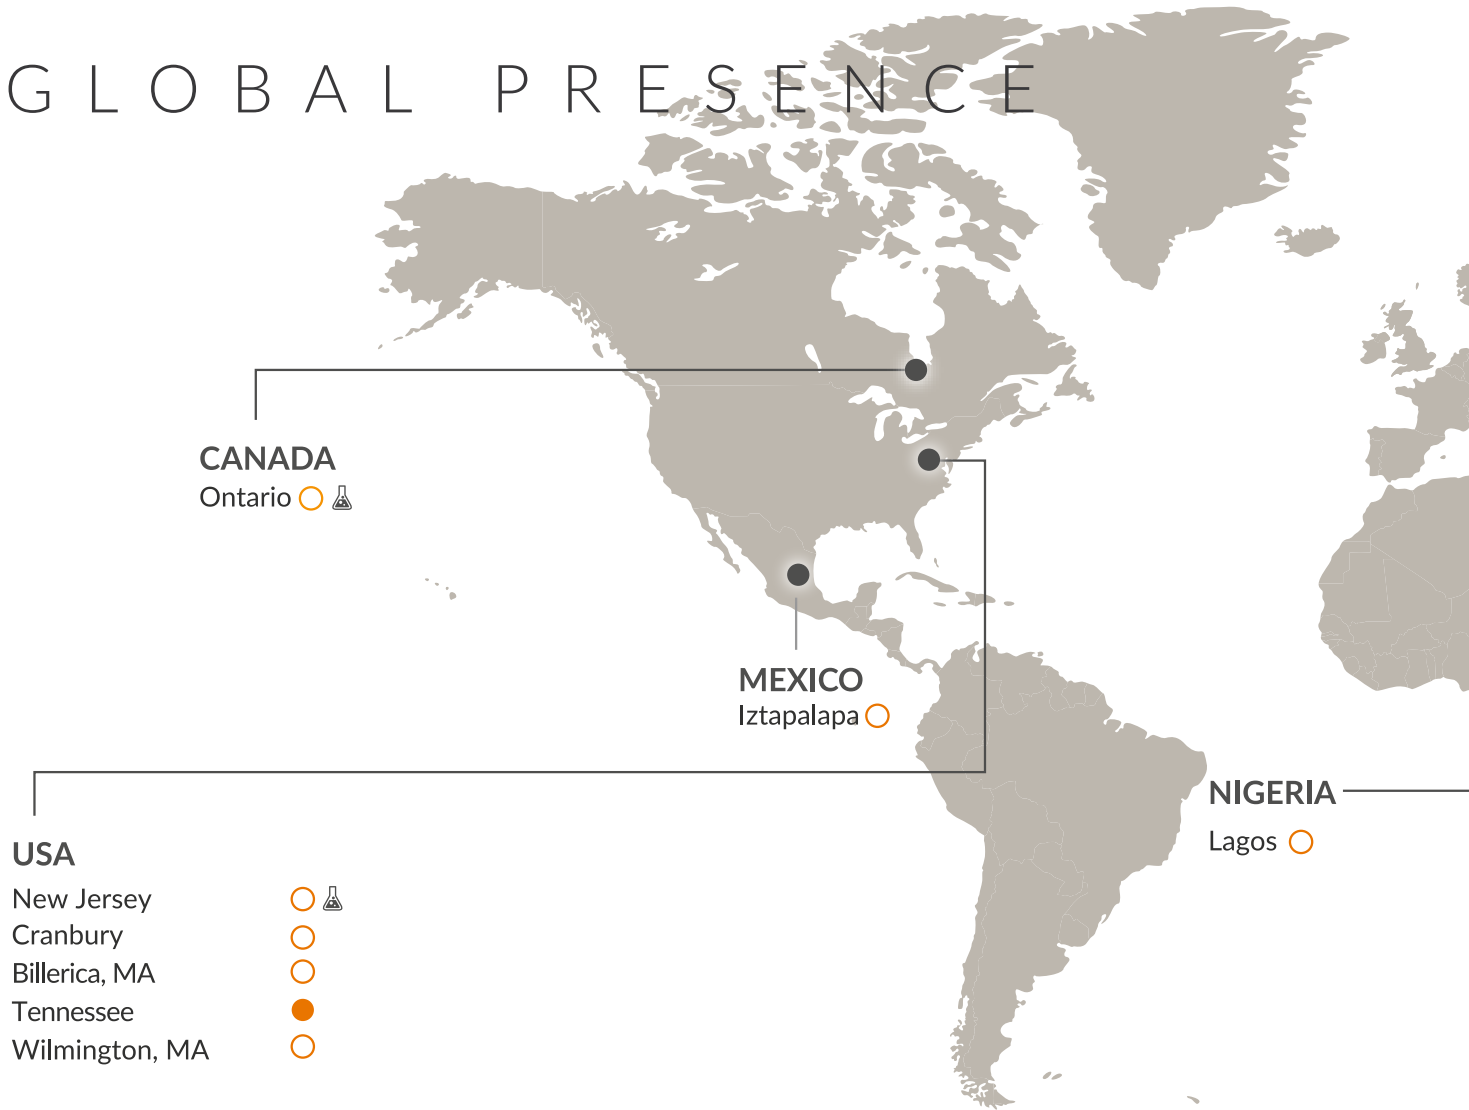 GLOBAL PRESENCE
CANADA
Ontario
MEXICO
Iztapalapa
NIGERIA
Lagos
USA
New Jersey
Cranbury
Billerica, MA
Tennessee
Wilmington, MA